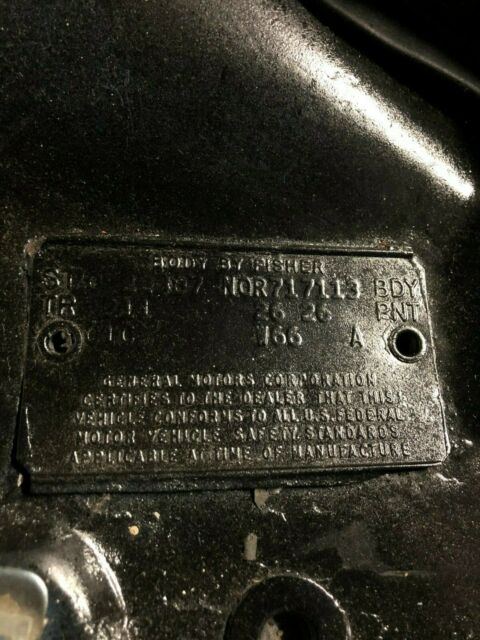 BODY BY FISHER
ST NOR717113 BDY
TR 26 26 PNT
W66 A
GENERAL MOTORS CORPORATION
CERTIFIES TO THE DEALER THAT THIS
VEHICLE CONFORMS TO ALL U.S. FEDERAL
MOTOR VEHICLE SAFETY STANDARDS
APPLICABLE AT TIME OF MANUFACTURE